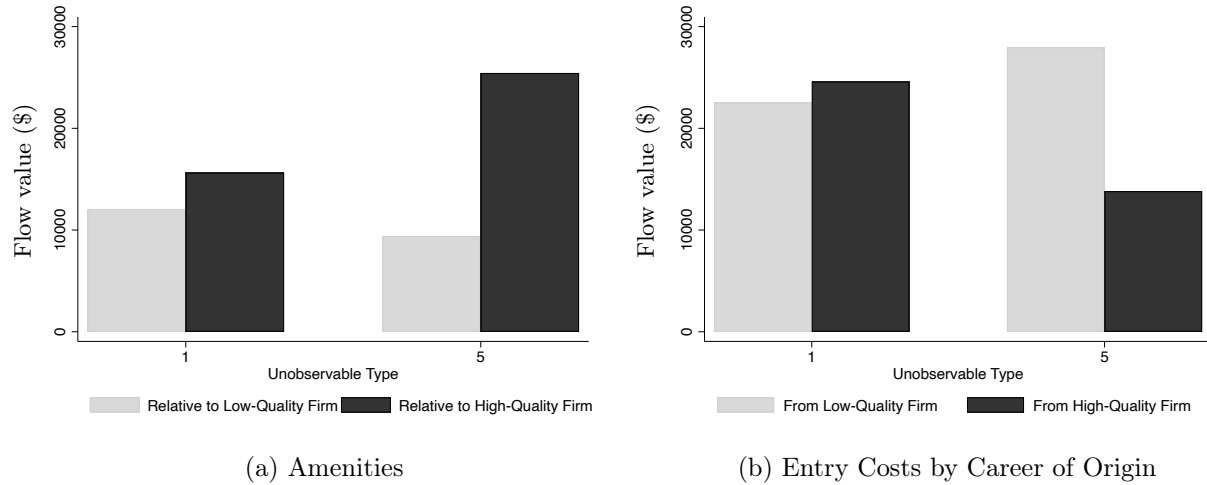 Flow value ($)
30000
20000
10000
0
1
5
Unobservable Type
Relative to Low-Quality Firm
Relative to High-Quality Firm
(a) Amenities
Flow value ($)
30000
20000
10000
0
1
5
Unobservable Type
From Low-Quality Firm
From High-Quality Firm
(b) Entry Costs by Career of Origin